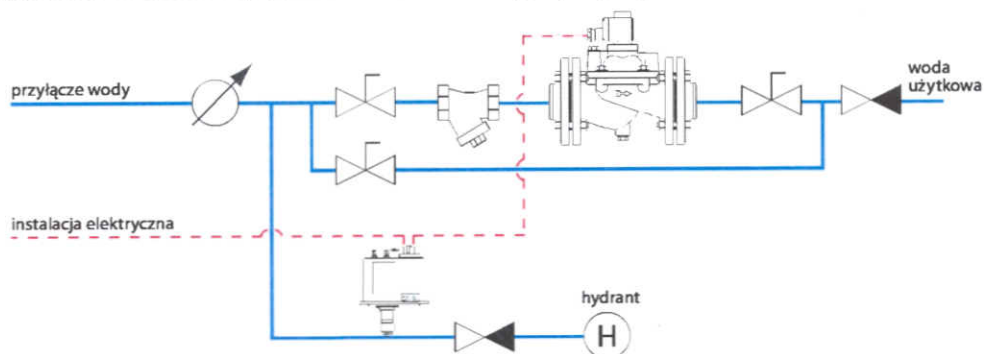 przyłącze wody
woda
użytkowa
instalacja elektryczna
hydrant
H